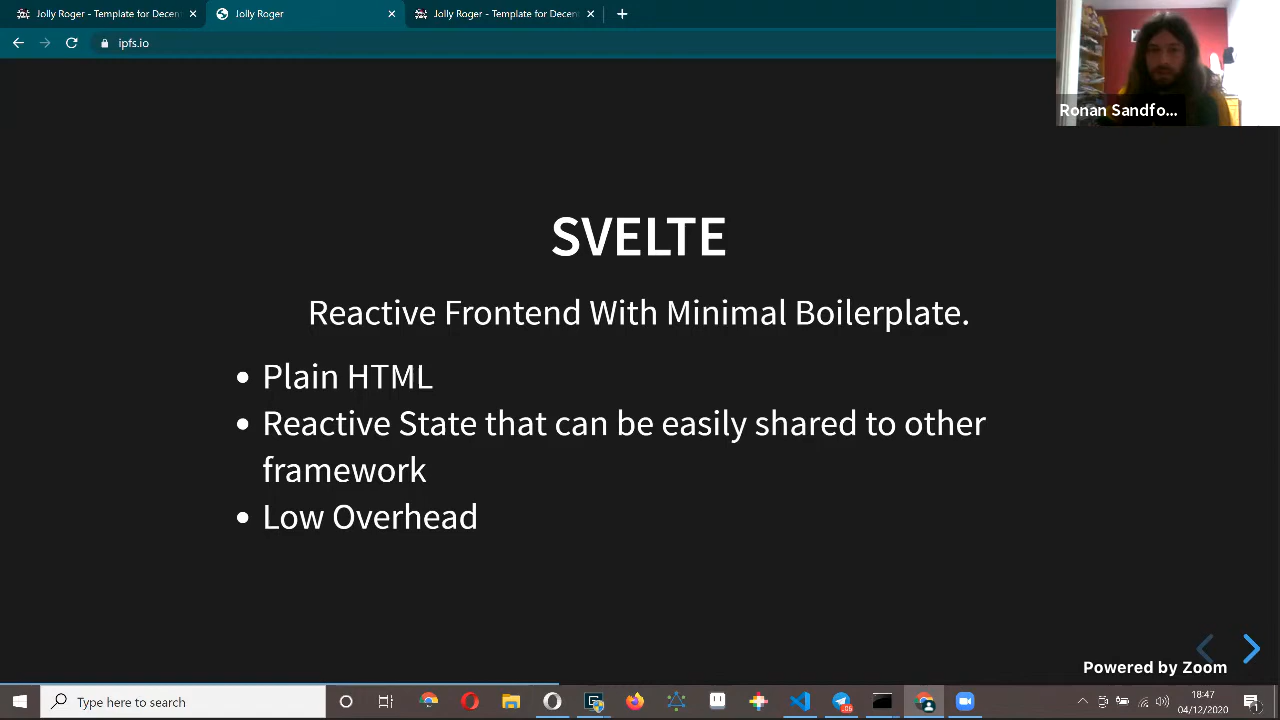 Jolly Roger - Template for Decen
Jolly Roger
Jolly Roger - Template for Decen
ipfs.io
Ronan Sandfo...
SVELTE
Reactive Frontend With Minimal Boilerplate.
• Plain HTML
• Reactive State that can be easily shared to other
framework
• Low Overhead
Powered by Zoom
Type here to search
18:47
04/12/2020